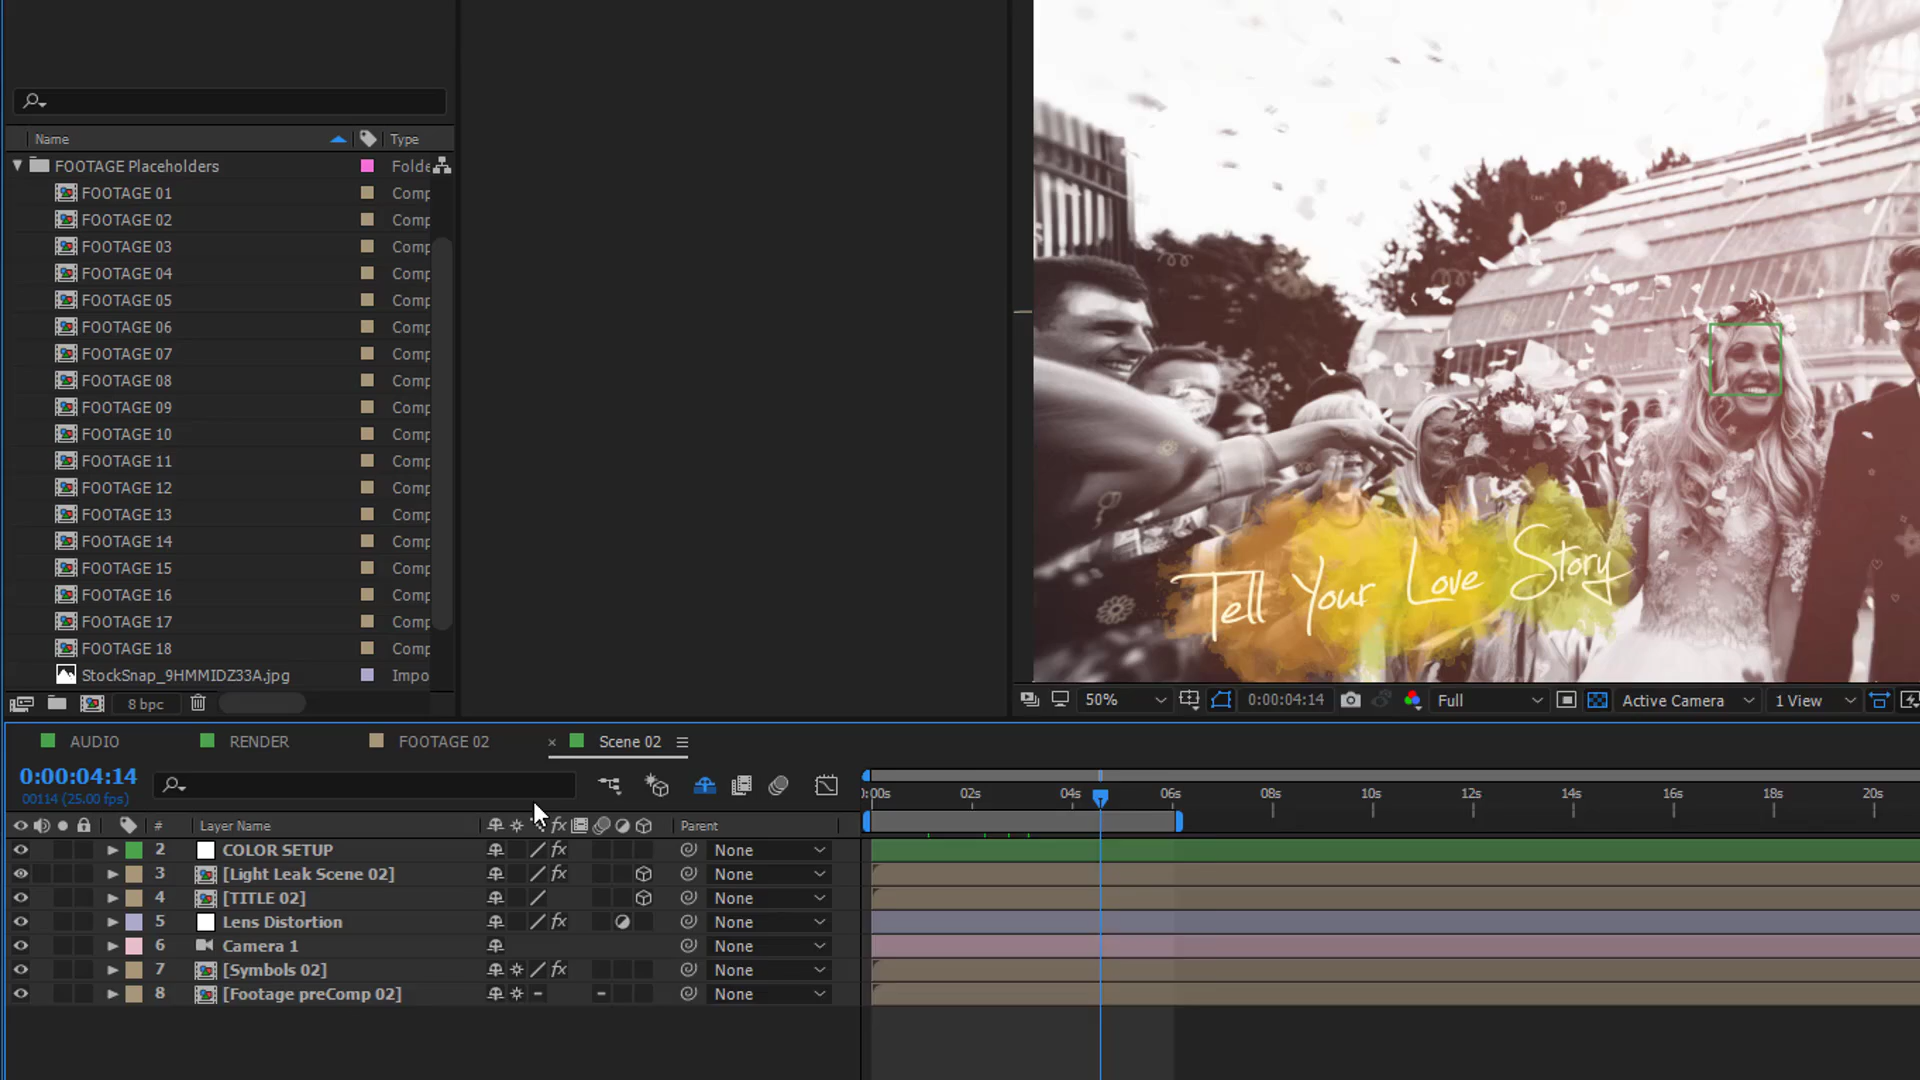 Name Type
FOOTAGE Placeholders Folde
FOOTAGE 01 Comp
FOOTAGE 02 Comp
FOOTAGE 03 Comp
FOOTAGE 04 Comp
FOOTAGE 05 Comp
FOOTAGE 06 Comp
FOOTAGE 07 Comp
FOOTAGE 08 Comp
FOOTAGE 09 Comp
FOOTAGE 10 Comp
FOOTAGE 11 Comp
FOOTAGE 12 Comp
FOOTAGE 13 Comp
FOOTAGE 14 Comp
FOOTAGE 15 Comp
FOOTAGE 16 Comp
FOOTAGE 17 Comp
FOOTAGE 18 Comp
StockSnap_9HMMIDZ33A.jpg Impo
8 bpc
Tell Your Love Story
50% 0:00:04:14 Full Active Camera 1 View
AUDIO RENDER FOOTAGE 02 × Scene 02
0:00:04:14
00114 (25.00 fps)
):00s 02s 04s 06s 08s 10s 12s 14s 16s 18s 20s
# Layer Name fx Parent
2 COLOR SETUP fx None
3 [Light Leak Scene 02] fx None
4 [TITLE 02] None
5 Lens Distortion fx None
6 Camera 1 None
7 [Symbols 02] fx None
8 [Footage preComp 02] None